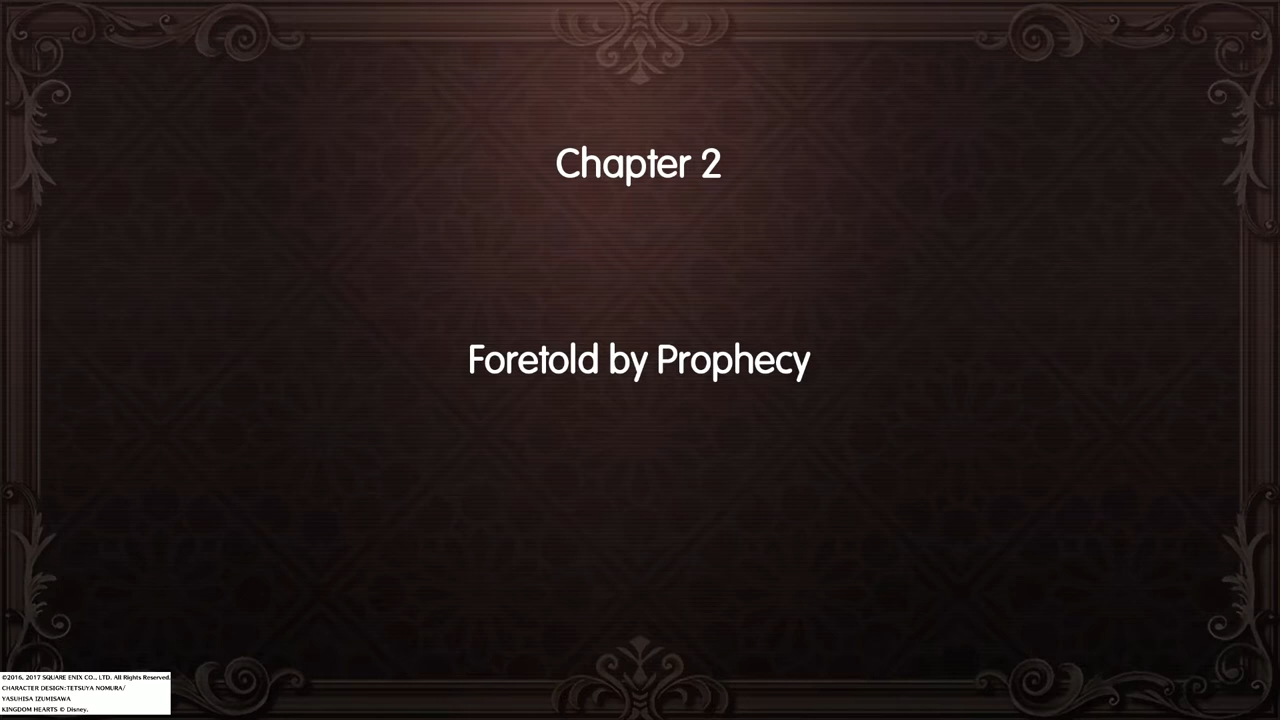 Chapter 2
Foretold by Prophecy
©2016, 2017 SQUARE ENIX CO., LTD. All Rights Reserved.
CHARACTER DESIGN:TETSUYA NOMURA/
YASUHISA IZUMISAWA
KINGDOM HEARTS © Disney.